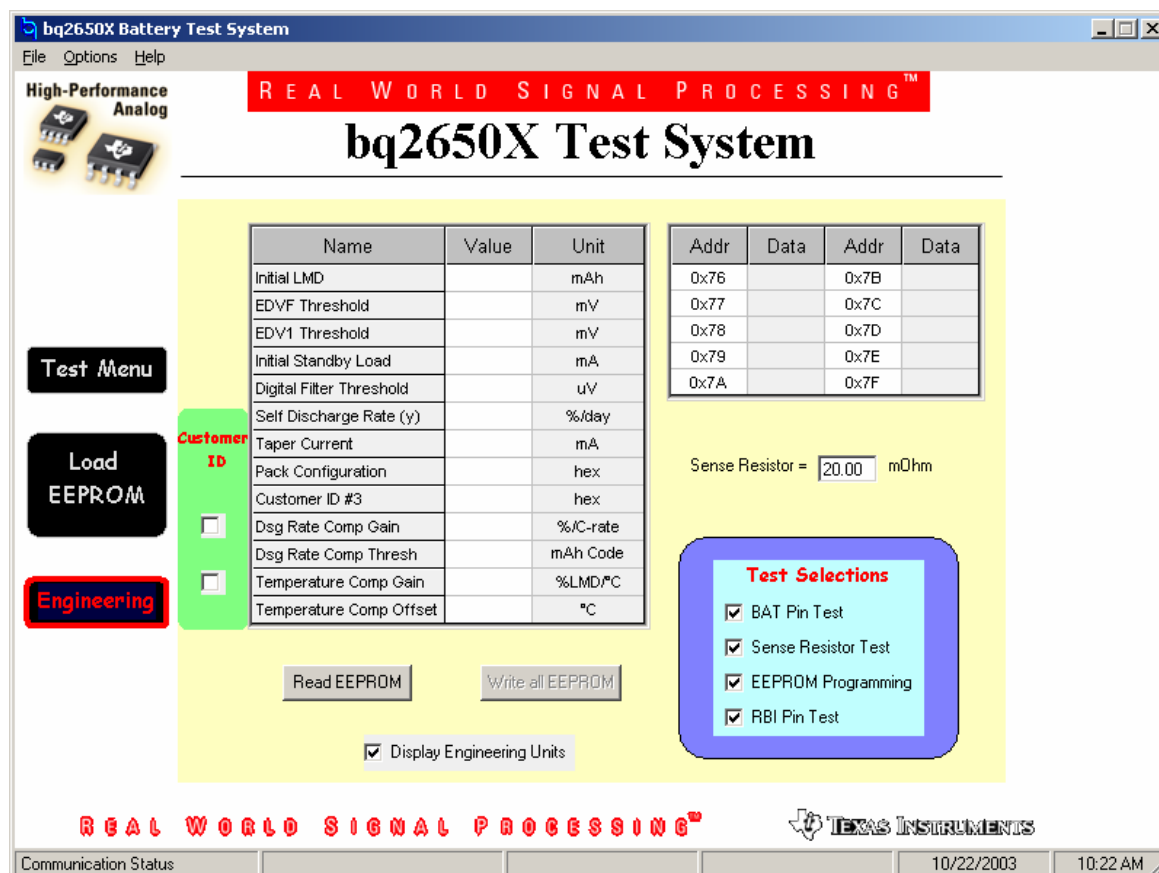 bq2650X Battery Test System
File Options Help
High-Performance
Analog
REAL WORLD SIGNAL PROCESSING™
bq2650X Test System
Test Menu
Load
EEPROM
Engineering
Customer
ID
Name Value Unit
Initial LMD mAh
EDVF Threshold mV
EDV1 Threshold mV
Initial Standby Load mA
Digital Filter Threshold uV
Self Discharge Rate (y) %/day
Taper Current mA
Pack Configuration hex
Customer ID #3 hex
Dsg Rate Comp Gain %/C-rate
Dsg Rate Comp Thresh mAh Code
Temperature Comp Gain %LMD/°C
Temperature Comp Offset °C
Addr Data Addr Data
0x76 0x7B
0x77 0x7C
0x78 0x7D
0x79 0x7E
0x7A 0x7F
Sense Resistor = 20.00 mOhm
Test Selections
BAT Pin Test
Sense Resistor Test
EEPROM Programming
RBI Pin Test
Read EEPROM Write all EEPROM
Display Engineering Units
REAL WORLD SIGNAL PROCESSING™
TEXAS INSTRUMENTS
Communication Status 10/22/2003 10:22 AM